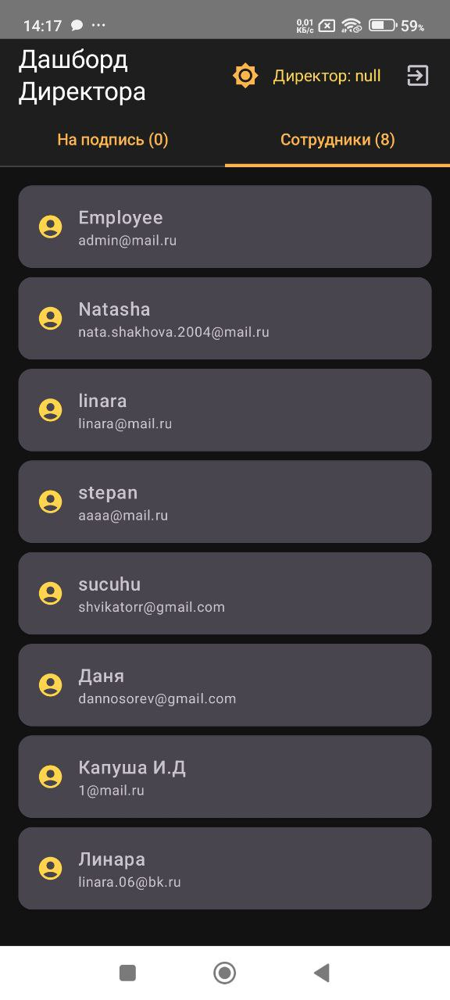 14:17
0,01
КБ/с
59%
Дашборд
Директора
Директор: null
На подпись (0)
Сотрудники (8)
Employee
admin@mail.ru
Natasha
nata.shakhova.2004@mail.ru
linara
linara@mail.ru
stepan
aaaa@mail.ru
sucuhu
shvikatorr@gmail.com
Даня
dannosorev@gmail.com
Капуша И.Д
1@mail.ru
Линара
linara.06@bk.ru